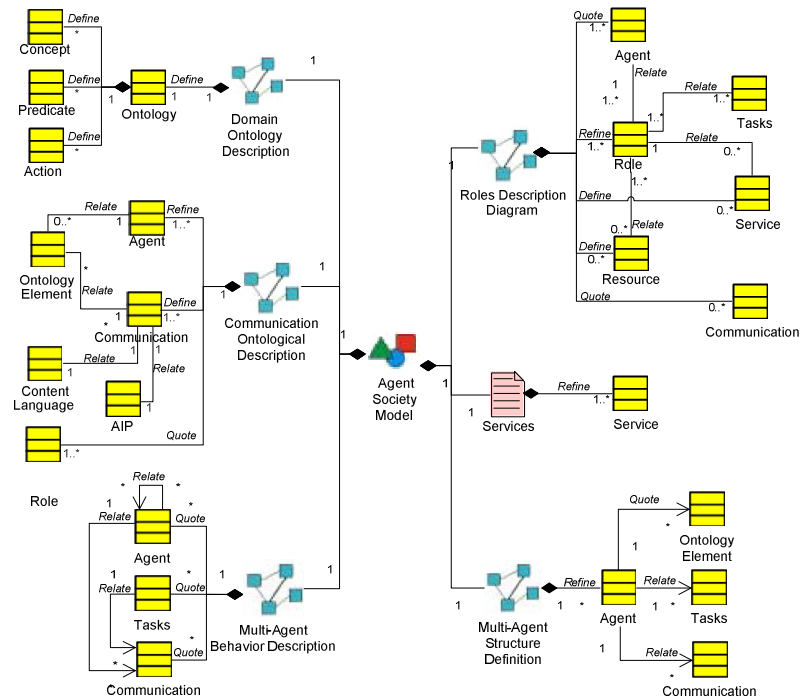 Define
*
Concept
Define
*
Predicate
Define
*
Action
1
Ontology
Define
1
1
Domain
Ontology
Description
1
Relate
0..*
1
Agent
Refine
1..*
Ontology
Element
*
Relate
*
1
Communication
Define
1..*
1
Communication
Ontological
Description
1
Relate
1
1
Content
Language
Relate
1
1
AIP
Quote
1..*
Role
Relate
*
*
1
Relate
Agent
Quote
*
1
Relate
Tasks
Quote
*
Communication
Quote
*
*
1
Multi-Agent
Behavior Description
1
1
Agent
Society
Model
1
1
Roles Description
Diagram
Quote
1..*
Agent
Relate
1
1..*
Refine
1..*
Role
1..*
Relate
1..*
Tasks
1
Relate
0..*
Service
Define
0..*
1..*
Relate
0..*
Define
0..*
Resource
Quote
0..*
Communication
1
Services
Refine
1..*
Service
1
Multi-Agent
Structure
Definition
Refine
1
*
Agent
Quote
*
1
Ontology
Element
Relate
1
*
Tasks
Relate
1
*
Communication